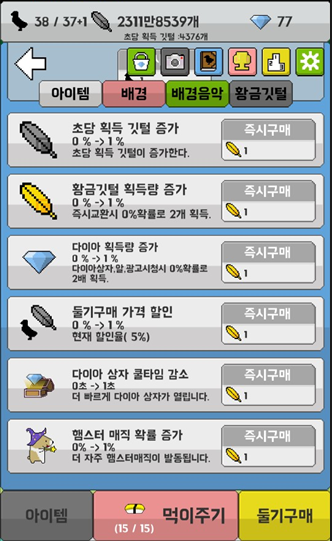 38 / 37+1 2311만8539개 77
초당 획득 깃털 :4376개
아이템 배경 배경음악 황금깃털
초당 획득 깃털 증가
0 % -> 1 %
초당 획득 깃털이 증가한다.
즉시구매
1
황금깃털 획득량 증가
0 % -> 1 %
즉시교환시 0%확률로 2개 획득.
즉시구매
1
다이아 획득량 증가
0 % -> 1 %
다이아상자,알,광고시청시 0%확률로
2배 획득.
즉시구매
1
둘기구매 가격 할인
0 % -> 1 %
현재 할인율( 5%)
즉시구매
1
다이아 상자 쿨타임 감소
0초 -> 1초
더 빠르게 다이아 상자가 열립니다.
즉시구매
1
햄스터 매직 확률 증가
0% -> 1%
더 자주 햄스터매직이 발동됩니다.
즉시구매
1
아이템 먹이주기 둘기구매
(15 / 15)